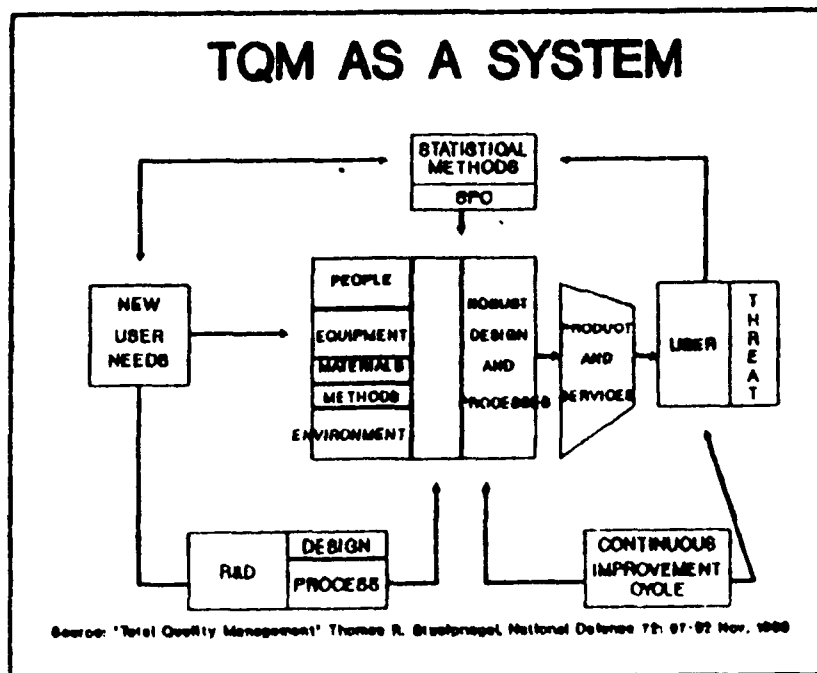 TQM AS A SYSTEM
STATISTICAL
METHODS
SPC
NEW
USER
NEEDS
PEOPLE
EQUIPMENT
MATERIALS
METHODS
ENVIRONMENT
ROBUST
DESIGN
AND
PROCESSES
PRODUCT
AND
SERVICES
USER
THREAT
R&D
DESIGN
PROCESS
CONTINUOUS
IMPROVEMENT
CYCLE
Source: "Total Quality Management" Thomas R. National Defense Nov,